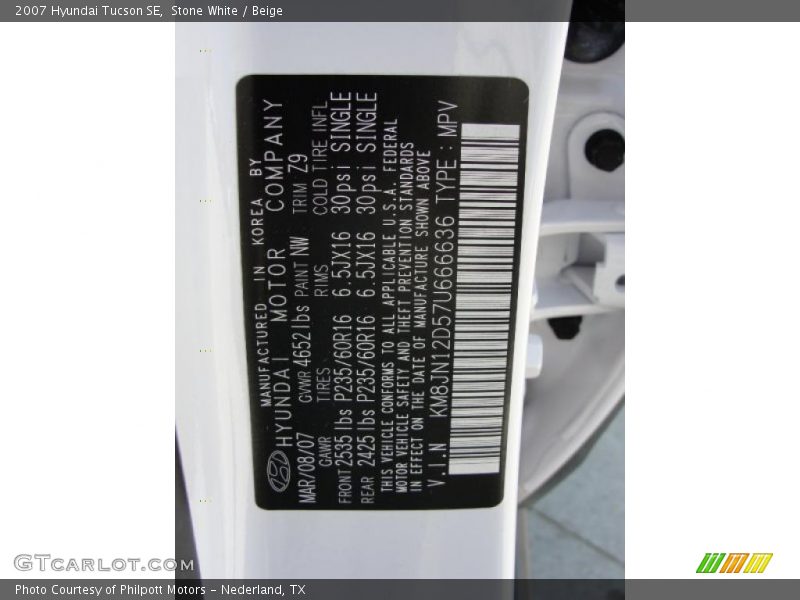 2007 Hyundai Tucson SE, Stone White / Beige
MANUFACTURED IN KOREA BY
HYUNDAI MOTOR COMPANY
MAR/08/07 GVWR 4652lbs PAINT NW TRIM Z9
GAWR TIRES RIMS COLD TIRE INFL
FRONT 2535 lbs P235/60R16 6.5JX16 30psi SINGLE
REAR 2425 lbs P235/60R16 6.5JX16 30psi SINGLE
THIS VEHICLE CONFORMS TO ALL APPLICABLE U.S.A. FEDERAL
MOTOR VEHICLE SAFETY AND THEFT PREVENTION STANDARDS
IN EFFECT ON THE DATE OF MANUFACTURE SHOWN ABOVE
V.I.N KM8JN12D57U666636 TYPE : MPV
GTcarlot.com
Photo Courtesy of Philpott Motors - Nederland, TX